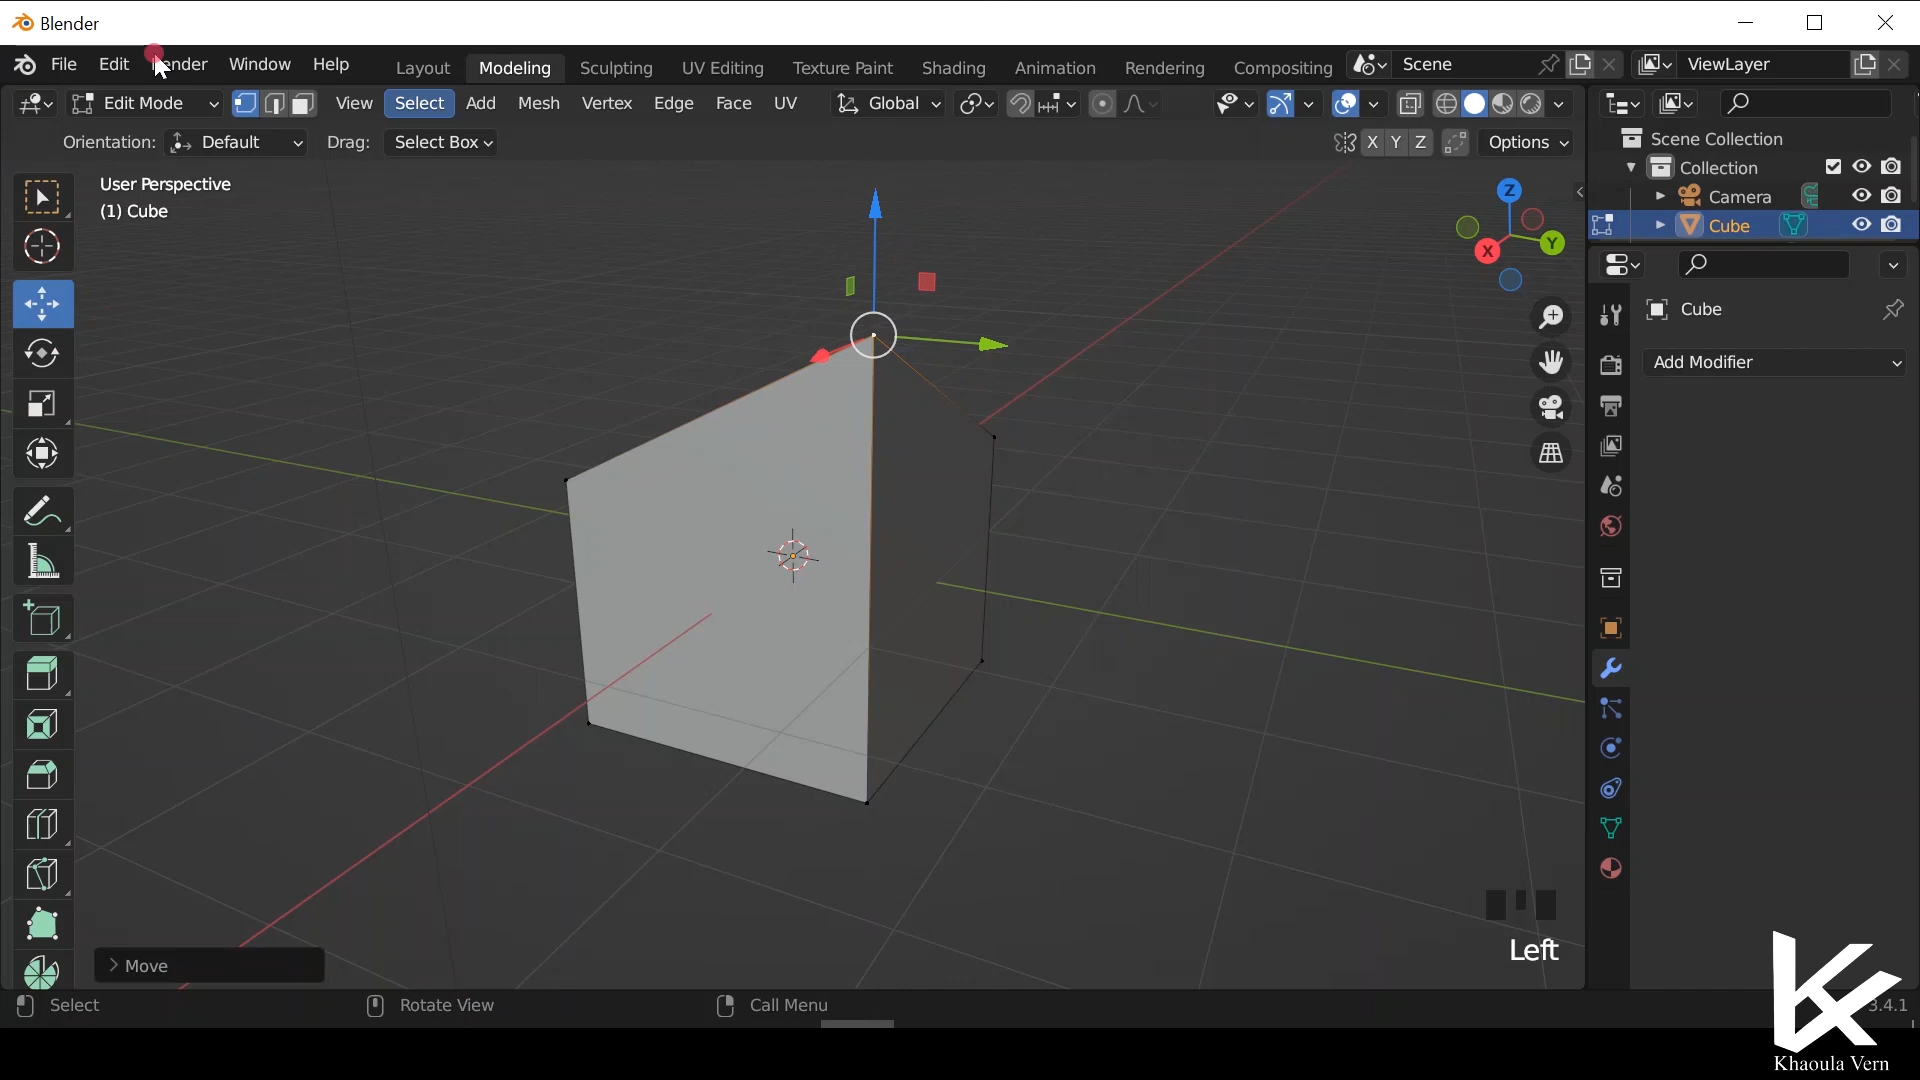 Blender
File Edit Render Window Help Layout Modeling Sculpting UV Editing Texture Paint Shading Animation Rendering Compositing Scene ViewLayer
Edit Mode View Select Add Mesh Vertex Edge Face UV Global
Orientation: Default Drag: Select Box X Y Z Options
Scene Collection
Collection
Camera
Cube
User Perspective
(1) Cube
Z
Y
X
Cube
Add Modifier
Left
Move
Select Rotate View Call Menu 3.4.1
Khaoula Vern